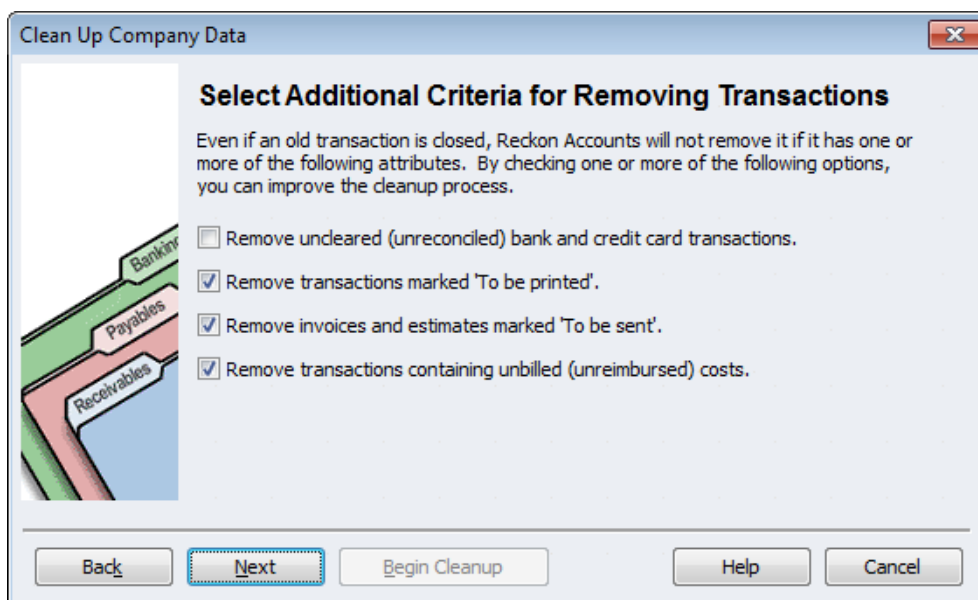 Clean Up Company Data
Select Additional Criteria for Removing Transactions
Even if an old transaction is closed, Reckon Accounts will not remove it if it has one or
more of the following attributes.  By checking one or more of the following options,
you can improve the cleanup process.
Remove uncleared (unreconciled) bank and credit card transactions.
Remove transactions marked 'To be printed'.
Remove invoices and estimates marked 'To be sent'.
Remove transactions containing unbilled (unreimbursed) costs.
Banking
Payables
Receivables
Back
Next
Begin Cleanup
Help
Cancel